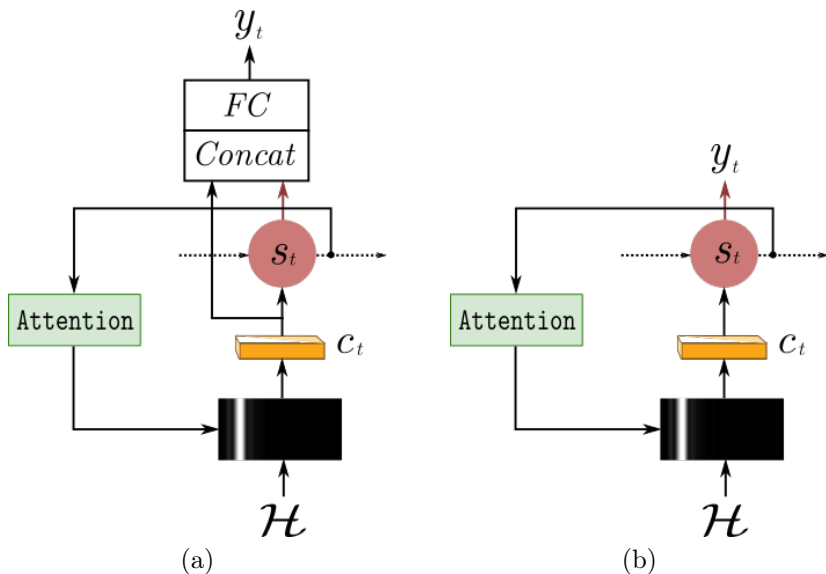 y_t
FC
Concat
s_t
Attention
c_t
ℋ
(a)
y_t
s_t
Attention
c_t
ℋ
(b)